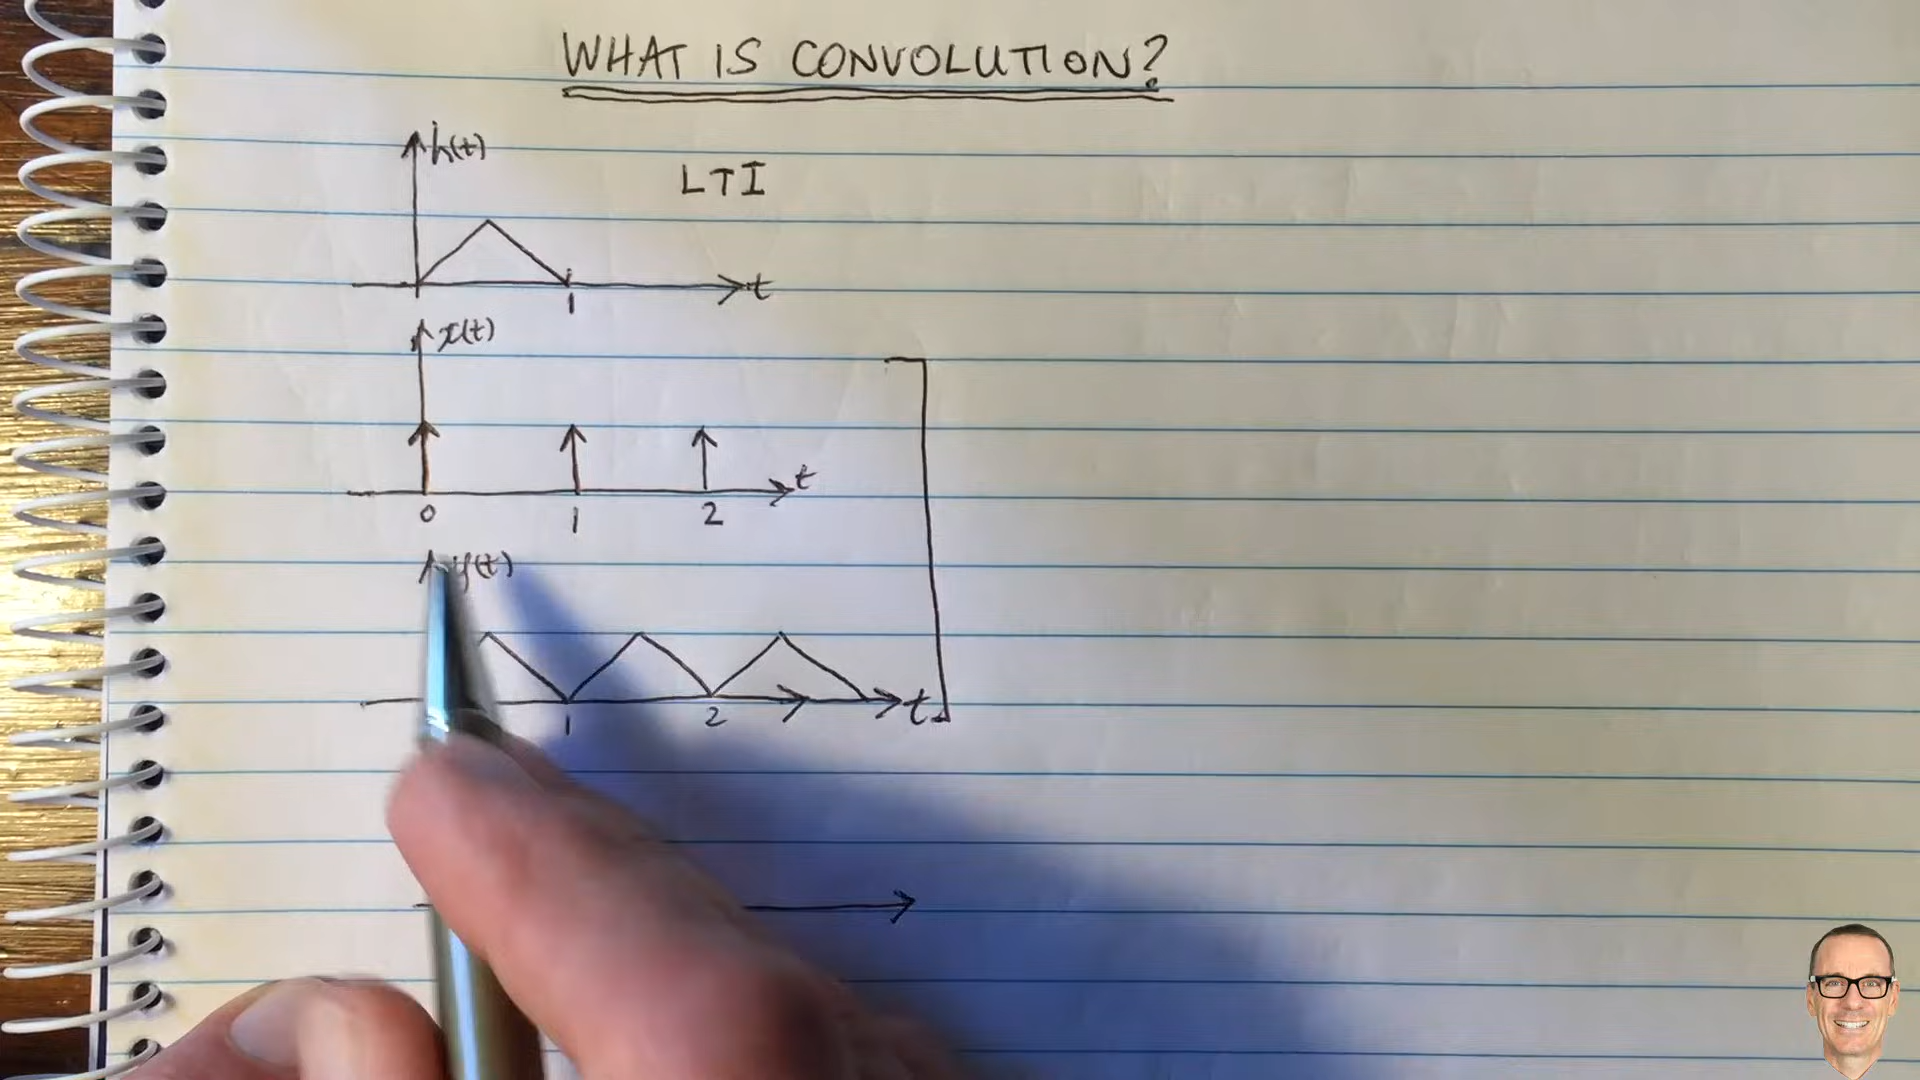 WHAT IS CONVOLUTION?
h(t)
LTI
t
1
x(t)
t
0 1 2
y(t)
t
1 2